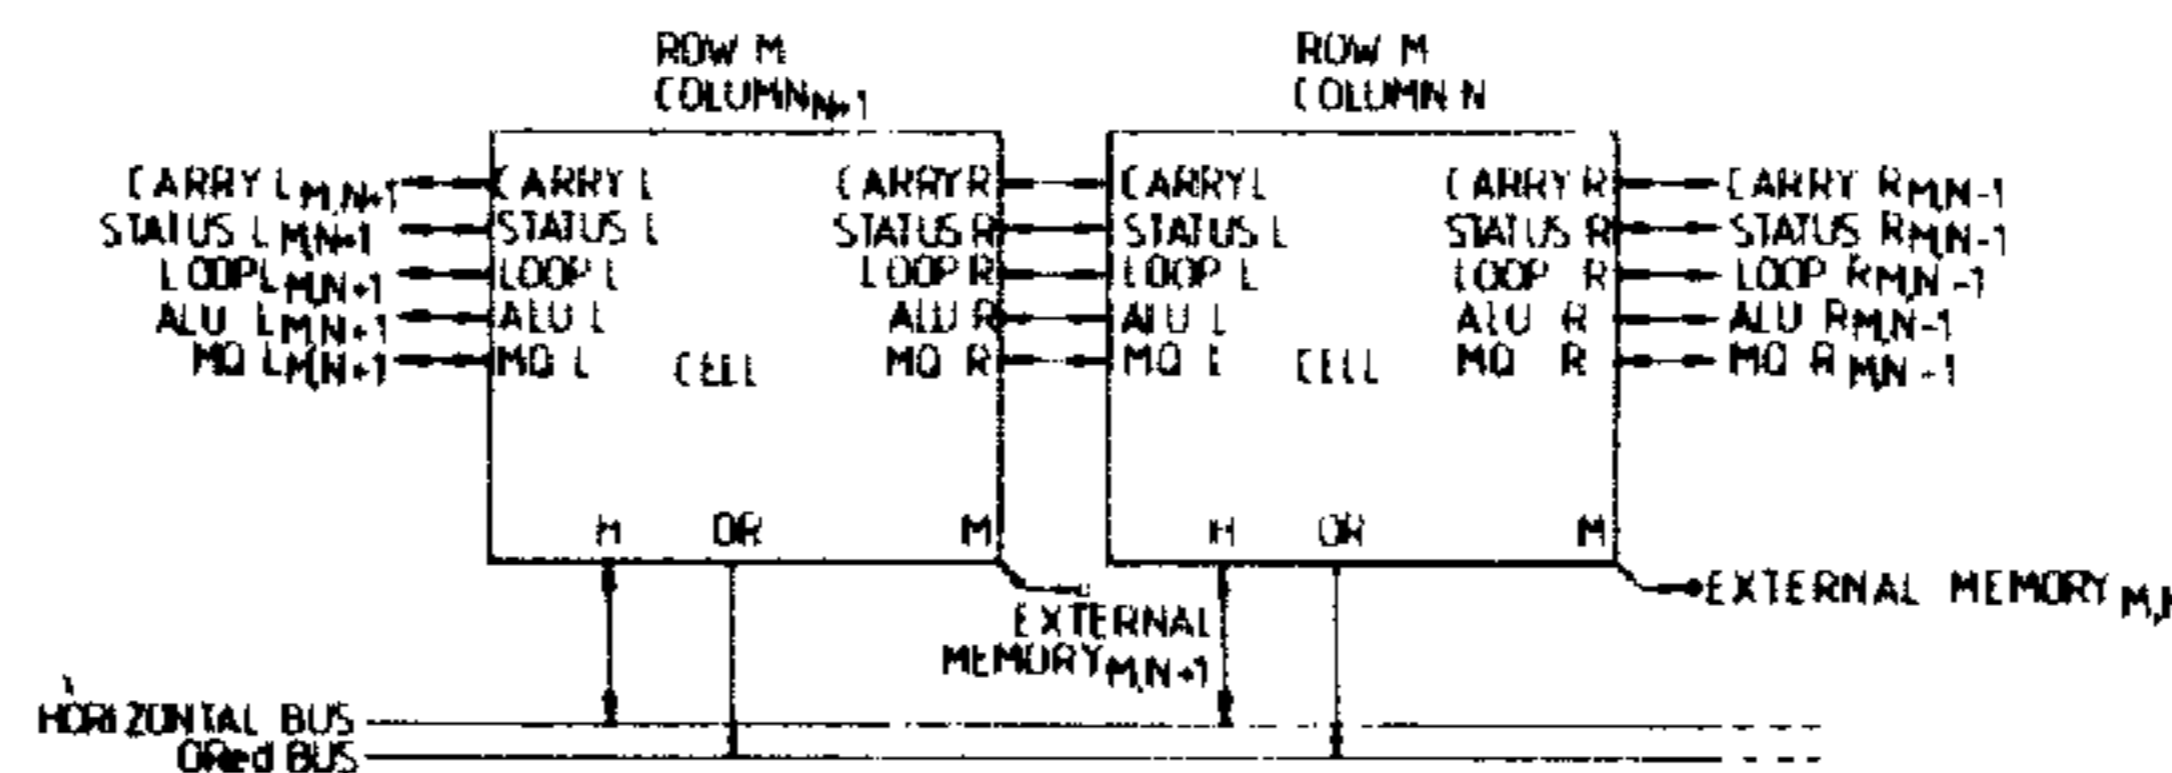 ROW M
COLUMN N+1
ROW M
COLUMN N
CARRY L M,N+1
CARRY L
CARRY R
CARRY L
CARRY R
CARRY R M,N-1
STATUS L M,N+1
STATUS L
STATUS R
STATUS L
STATUS R
STATUS R M,N-1
LOOP L M,N+1
LOOP L
LOOP R
LOOP L
LOOP R
LOOP R M,N-1
ALU L M,N+1
ALU L
ALU R
ALU L
ALU R
ALU R M,N-1
MQ L M,N+1
MQ L
CELL
MQ R
MQ L
CELL
MQ R
MQ R M,N-1
H
OR
M
H
OR
M
EXTERNAL
MEMORY M,N+1
EXTERNAL MEMORY M,N
HORIZONTAL BUS
ORed BUS